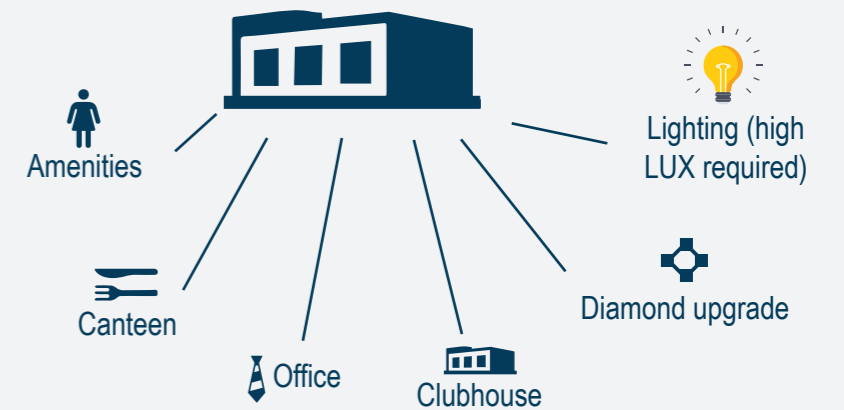 Amenities
Lighting (high
LUX required)
Canteen
Diamond upgrade
Office
Clubhouse